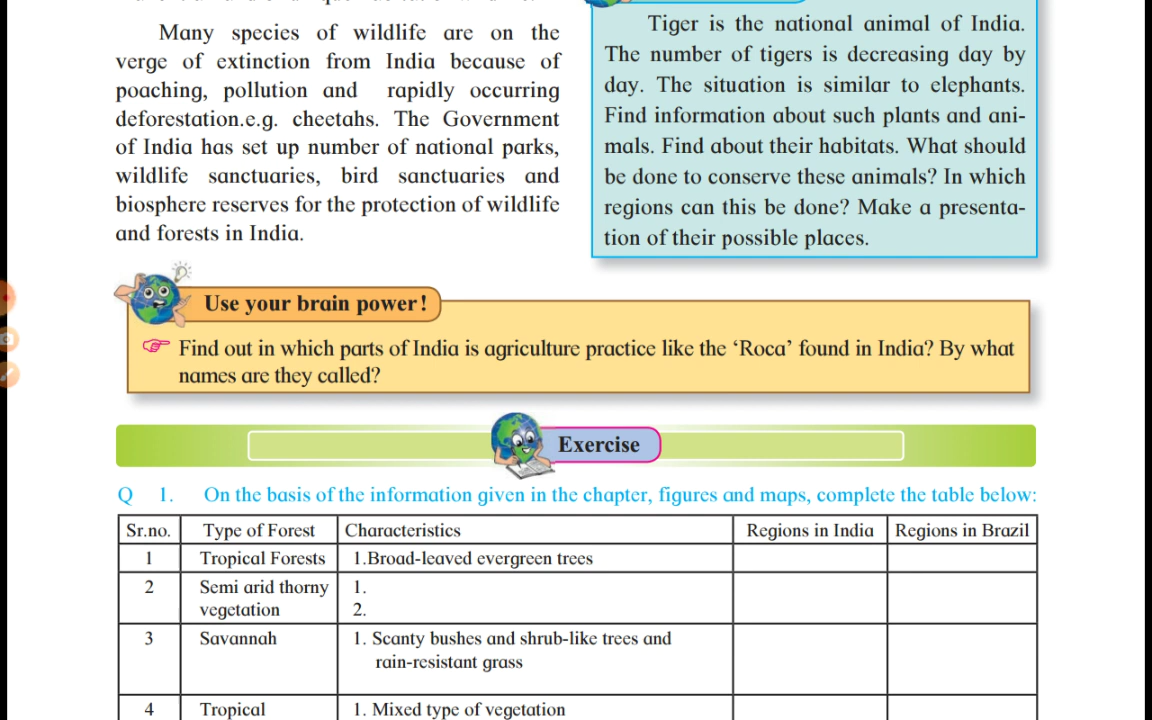 Many species of wildlife are on the
verge of extinction from India because of
poaching, pollution and rapidly occurring
deforestation.e.g. cheetahs. The Government
of India has set up number of national parks,
wildlife sanctuaries, bird sanctuaries and
biosphere reserves for the protection of wildlife
and forests in India.
Tiger is the national animal of India.
The number of tigers is decreasing day by
day. The situation is similar to elephants.
Find information about such plants and ani-
mals. Find about their habitats. What should
be done to conserve these animals? In which
regions can this be done? Make a presenta-
tion of their possible places.
Use your brain power!
Find out in which parts of India is agriculture practice like the ‘Roca’ found in India? By what
names are they called?
Exercise
Q 1. On the basis of the information given in the chapter, figures and maps, complete the table below:
Sr.no. Type of Forest Characteristics Regions in India Regions in Brazil
1 Tropical Forests 1.Broad-leaved evergreen trees
2 Semi arid thorny 1.
vegetation 2.
3 Savannah 1. Scanty bushes and shrub-like trees and
rain-resistant grass
4 Tropical 1. Mixed type of vegetation